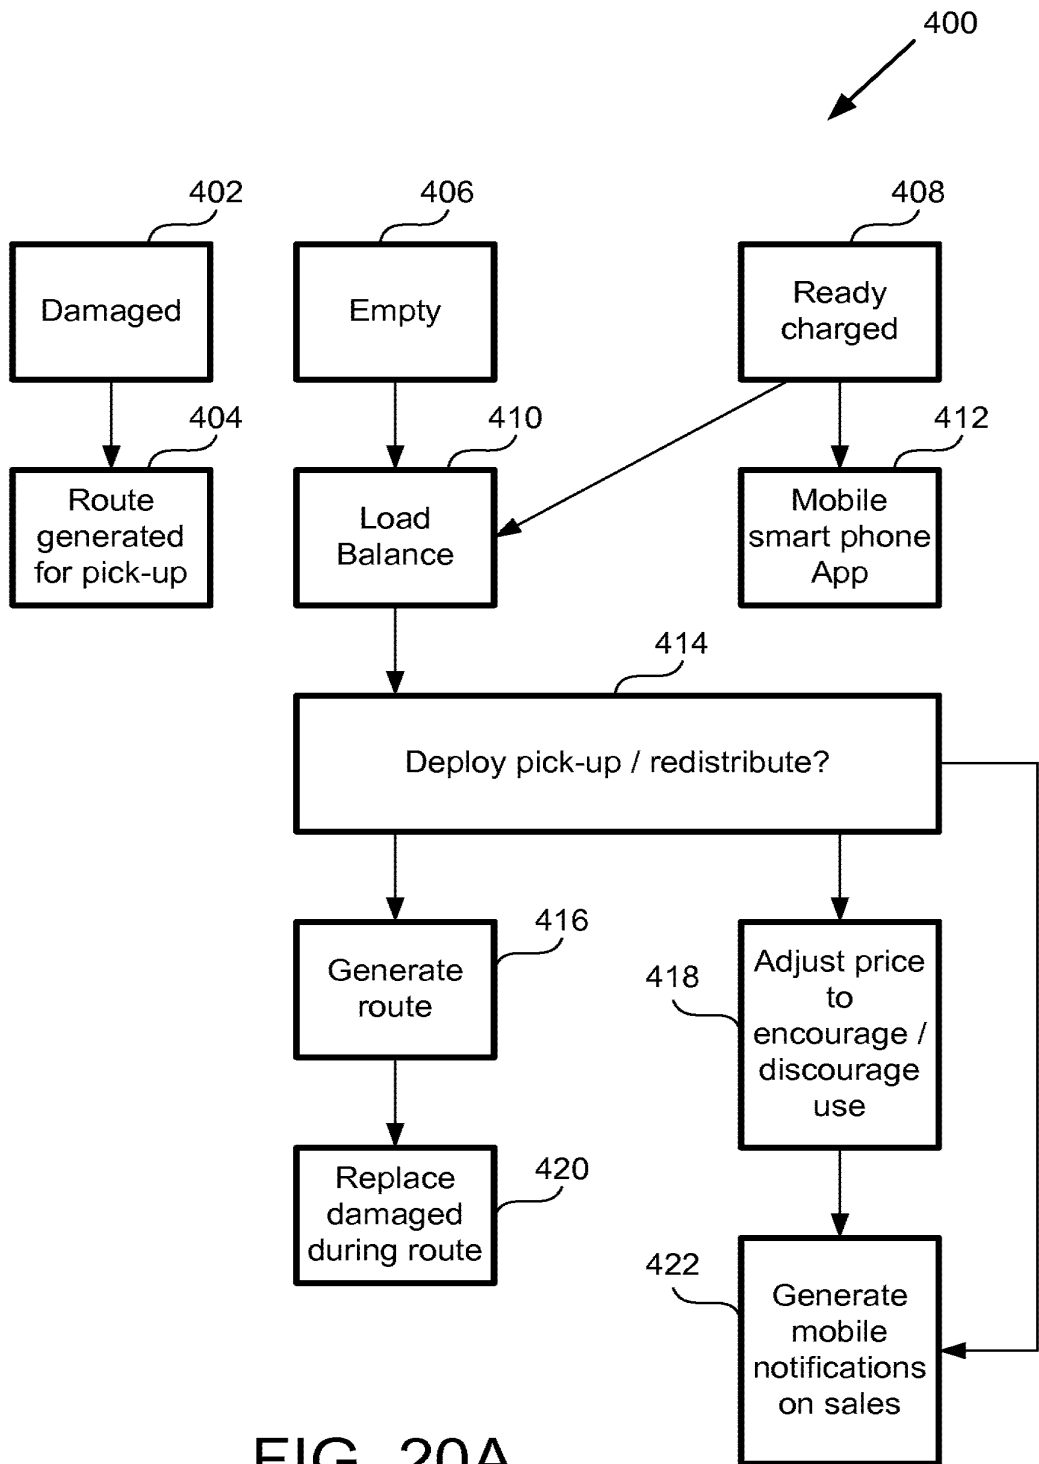 400
402
406
408
Damaged
Empty
Ready
charged
404
410
412
Route
generated
for pick-up
Load
Balance
Mobile
smart phone
App
414
Deploy pick-up / redistribute?
416
Generate
route
418
Adjust price
to
encourage /
discourage
use
420
Replace
damaged
during route
422
Generate
mobile
notifications
on sales
FIG. 20A